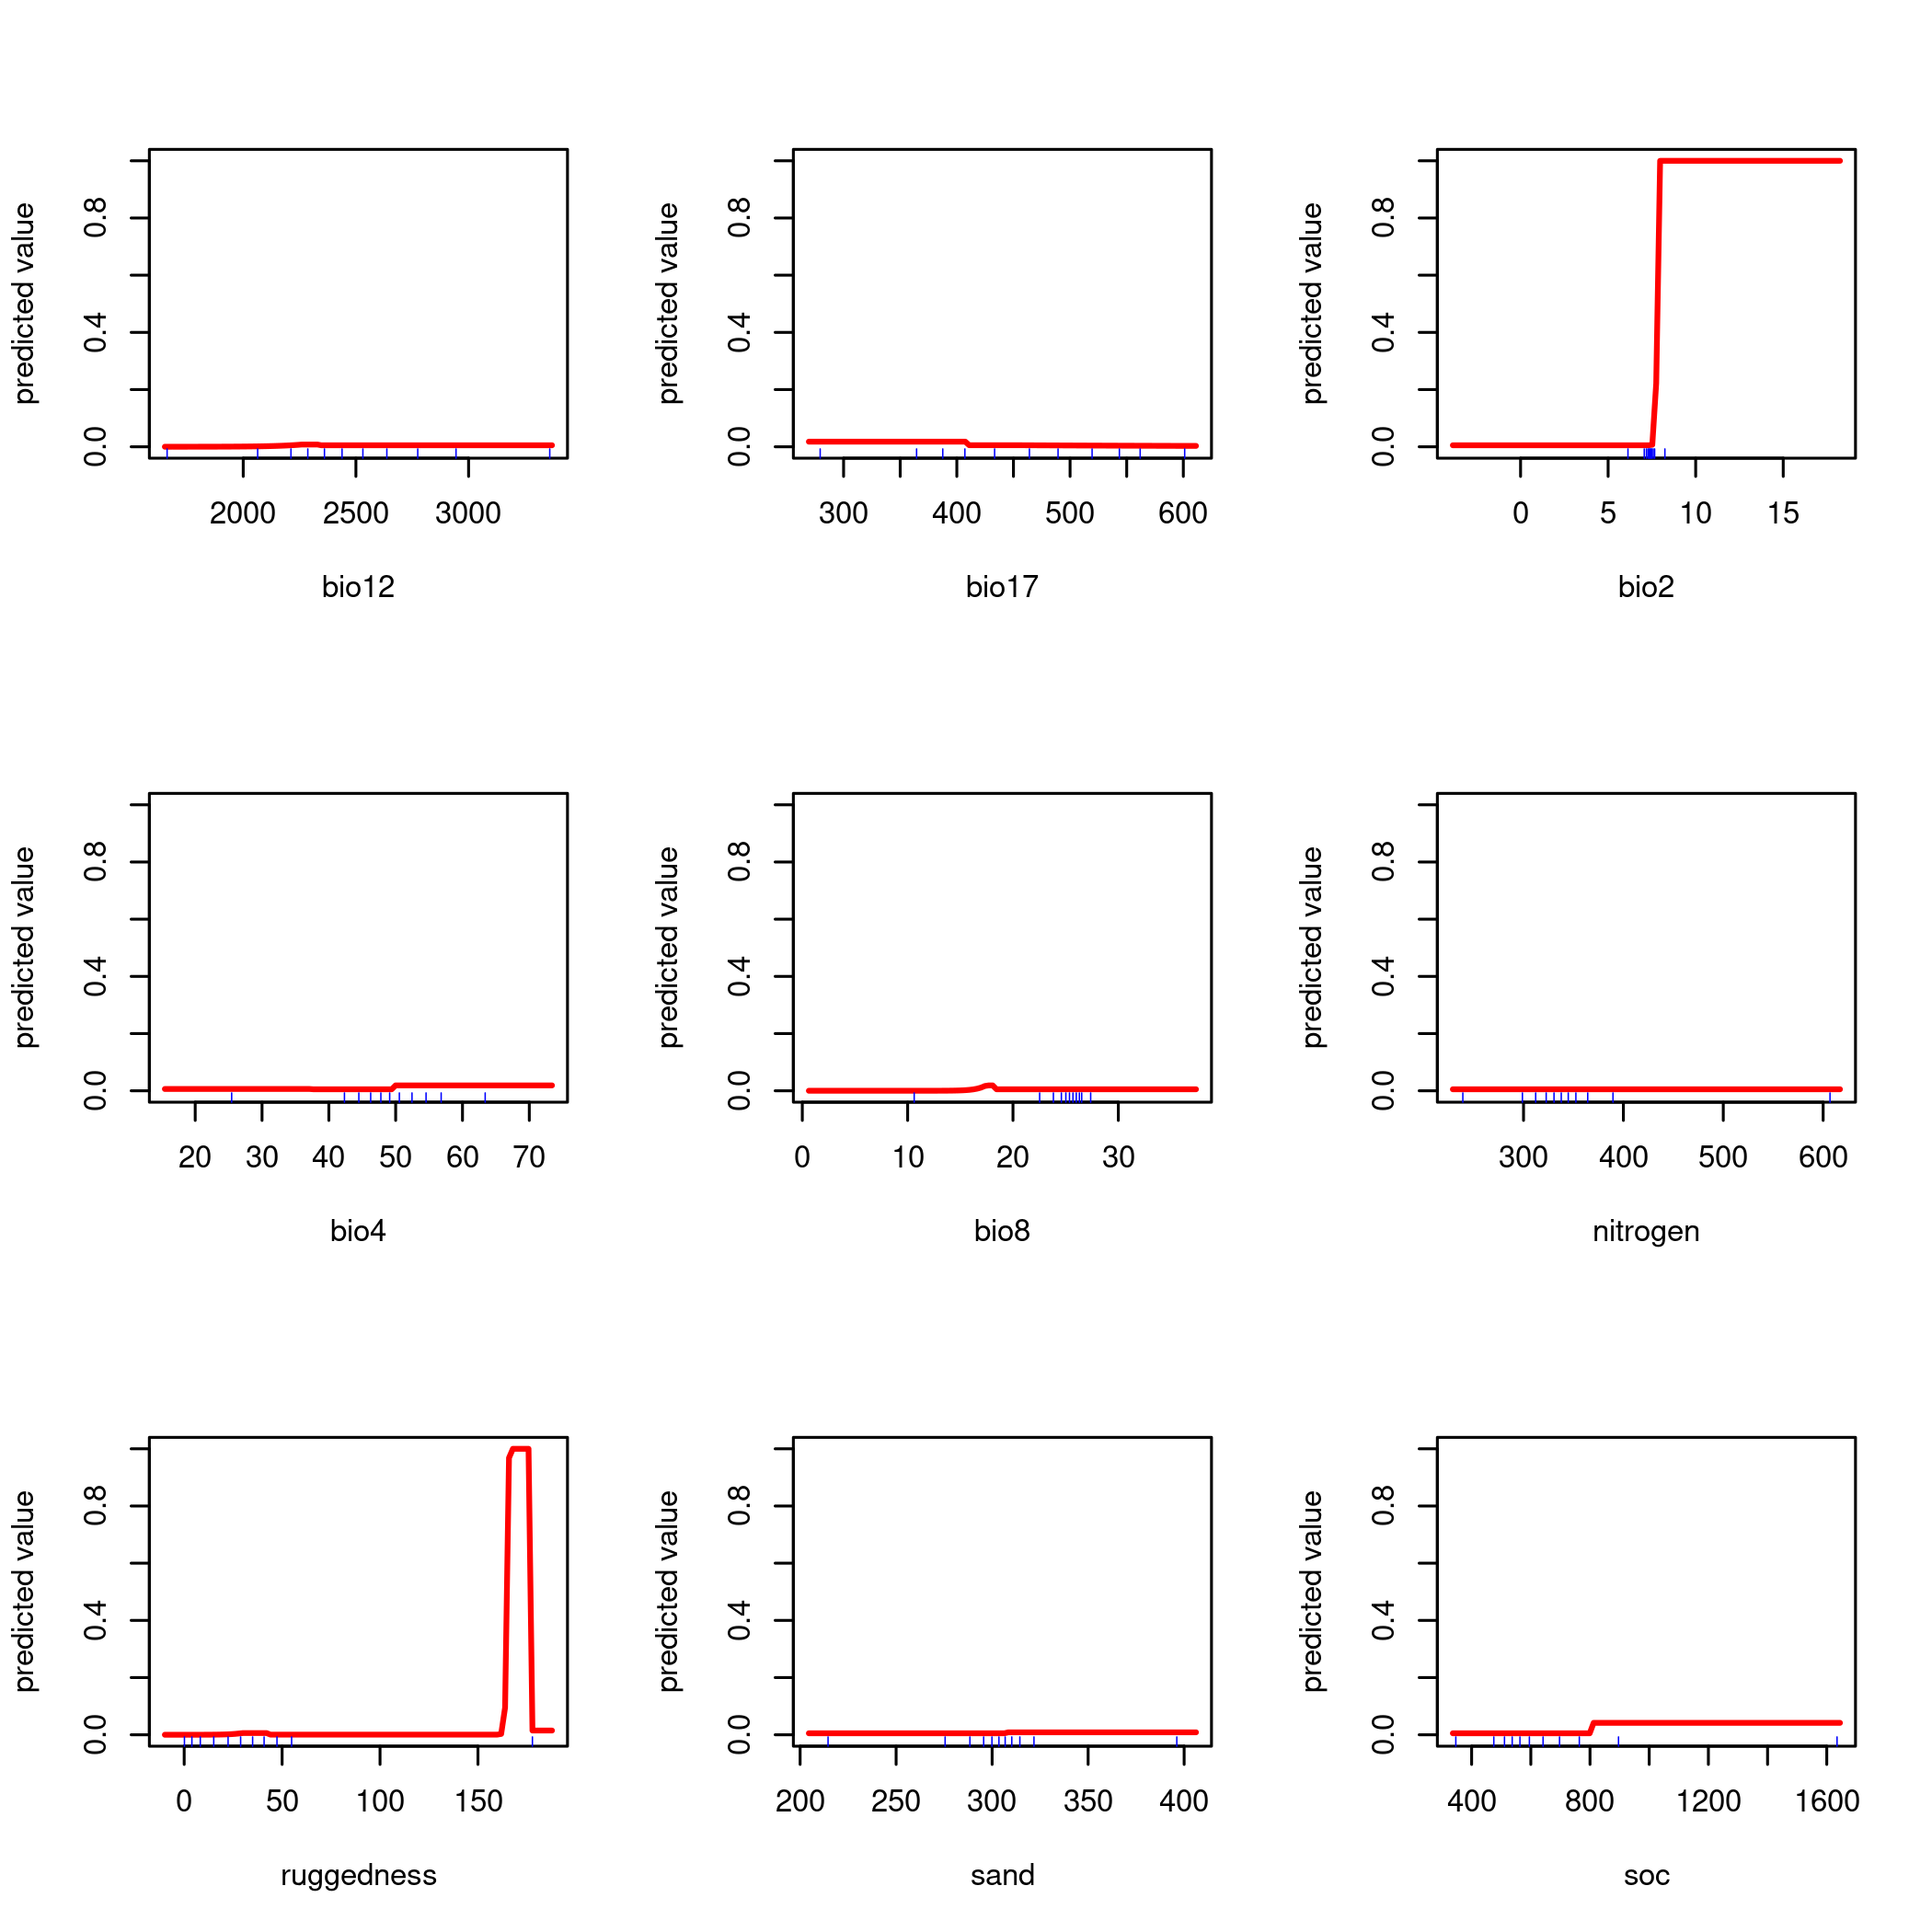 predicted value
0.0 0.4 0.8
2000 2500 3000
bio12
predicted value
0.0 0.4 0.8
300 400 500 600
bio17
predicted value
0.0 0.4 0.8
0 5 10 15
bio2
predicted value
0.0 0.4 0.8
20 30 40 50 60 70
bio4
predicted value
0.0 0.4 0.8
0 10 20 30
bio8
predicted value
0.0 0.4 0.8
300 400 500 600
nitrogen
predicted value
0.0 0.4 0.8
0 50 100 150
ruggedness
predicted value
0.0 0.4 0.8
200 250 300 350 400
sand
predicted value
0.0 0.4 0.8
400 800 1200 1600
soc